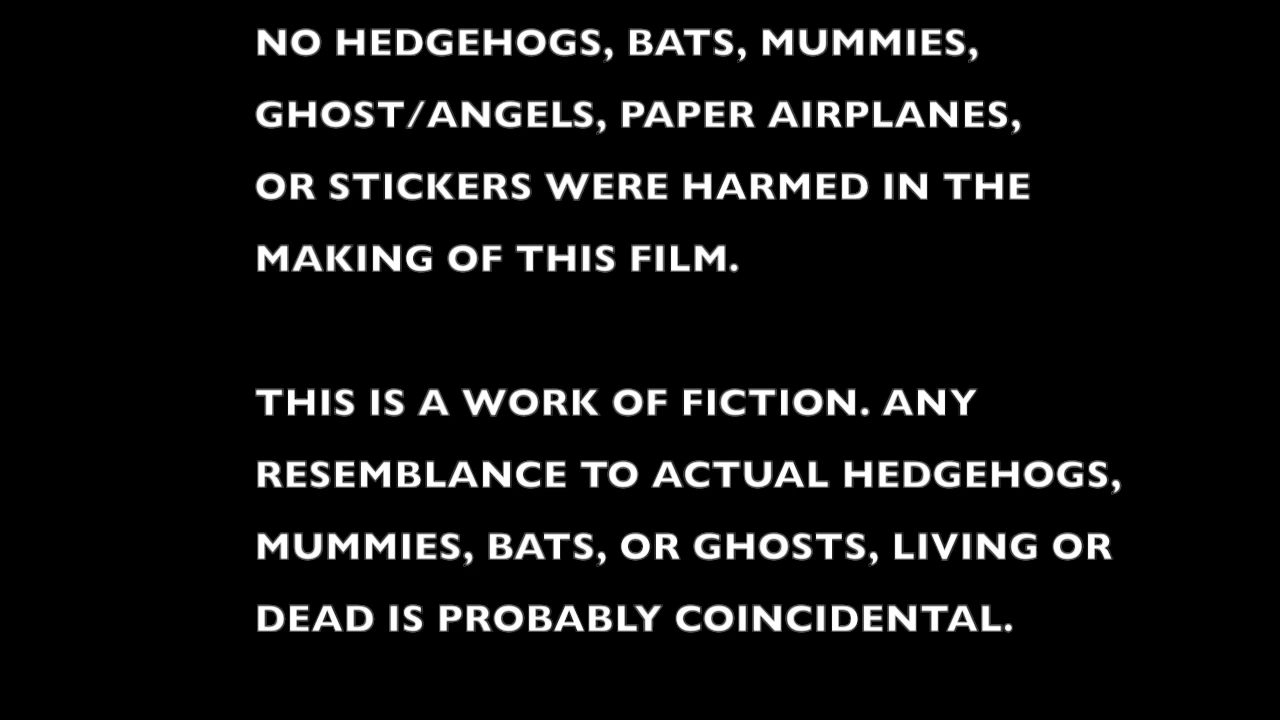 NO HEDGEHOGS, BATS, MUMMIES,
GHOST/ANGELS, PAPER AIRPLANES,
OR STICKERS WERE HARMED IN THE
MAKING OF THIS FILM.
THIS IS A WORK OF FICTION. ANY
RESEMBLANCE TO ACTUAL HEDGEHOGS,
MUMMIES, BATS, OR GHOSTS, LIVING OR
DEAD IS PROBABLY COINCIDENTAL.